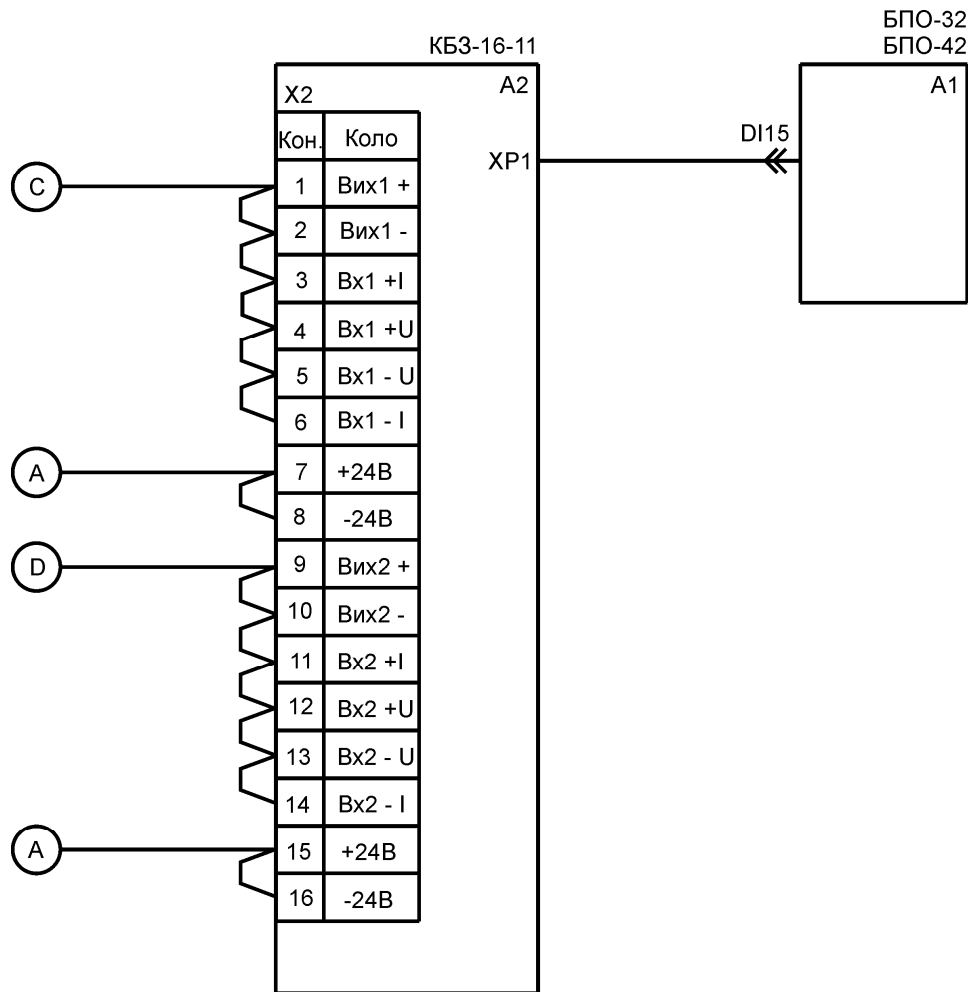 БПО-32
БПО-42
КБЗ-16-11
A2
A1
X2
Кон. Коло
DI15
XP1
C
1 Вих1 +
2 Вих1 -
3 Вх1 +I
4 Вх1 +U
5 Вх1 - U
6 Вх1 - I
A
7 +24В
8 -24В
D
9 Вих2 +
10 Вих2 -
11 Вх2 +I
12 Вх2 +U
13 Вх2 - U
14 Вх2 - I
A
15 +24В
16 -24В